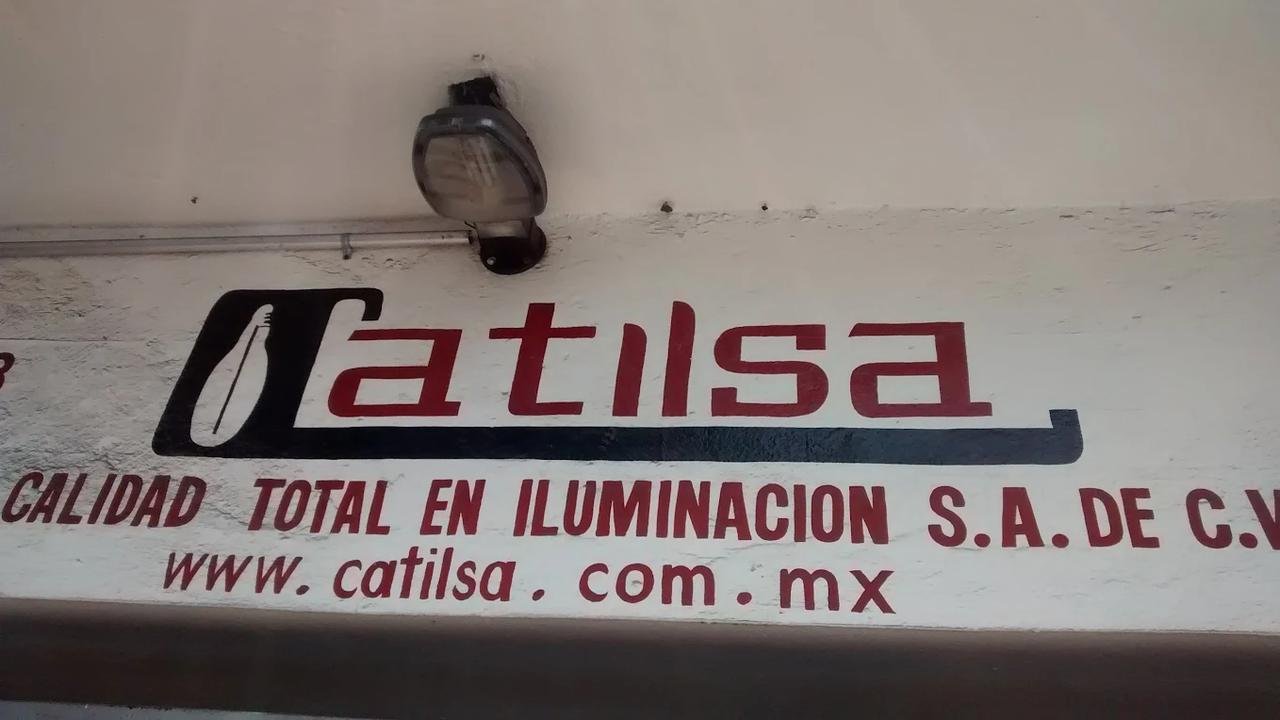 Catilsa
CALIDAD TOTAL EN ILUMINACION S.A. DE C.V
www.catilsa.com.mx